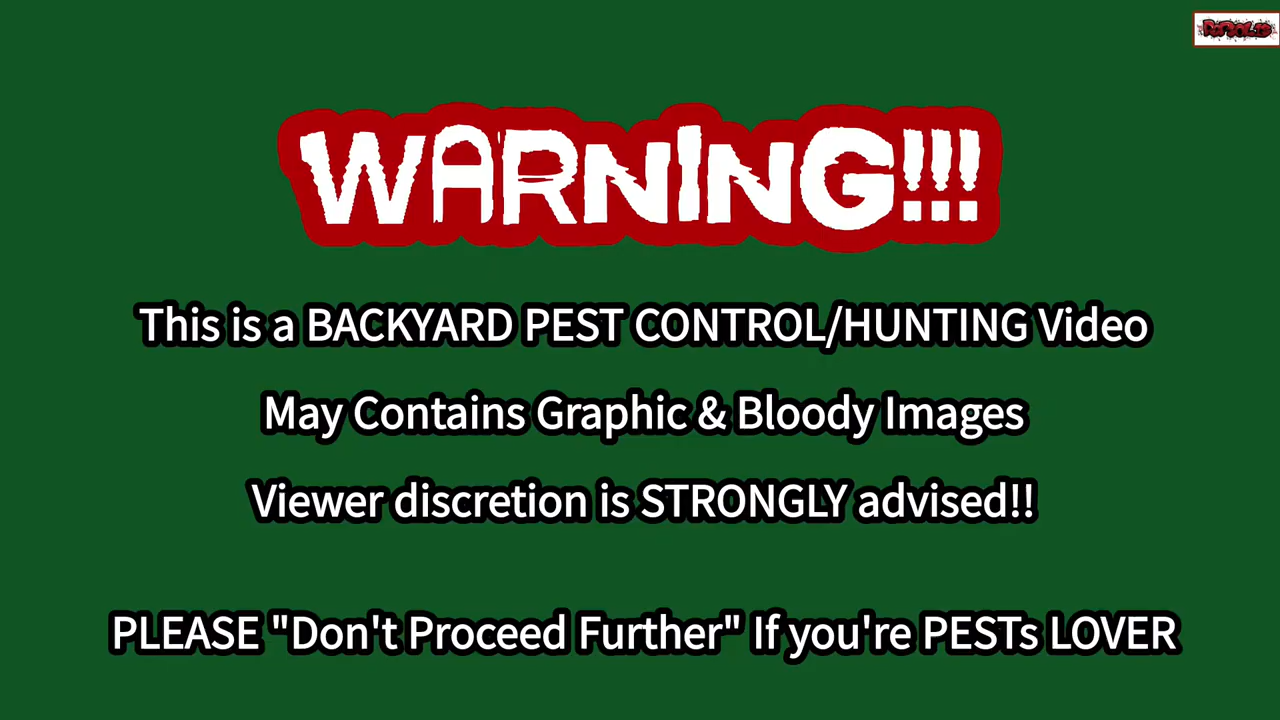 WARNING!!!
This is a BACKYARD PEST CONTROL/HUNTING Video
May Contains Graphic & Bloody Images
Viewer discretion is STRONGLY advised!!
PLEASE "Don't Proceed Further" If you're PESTs LOVER